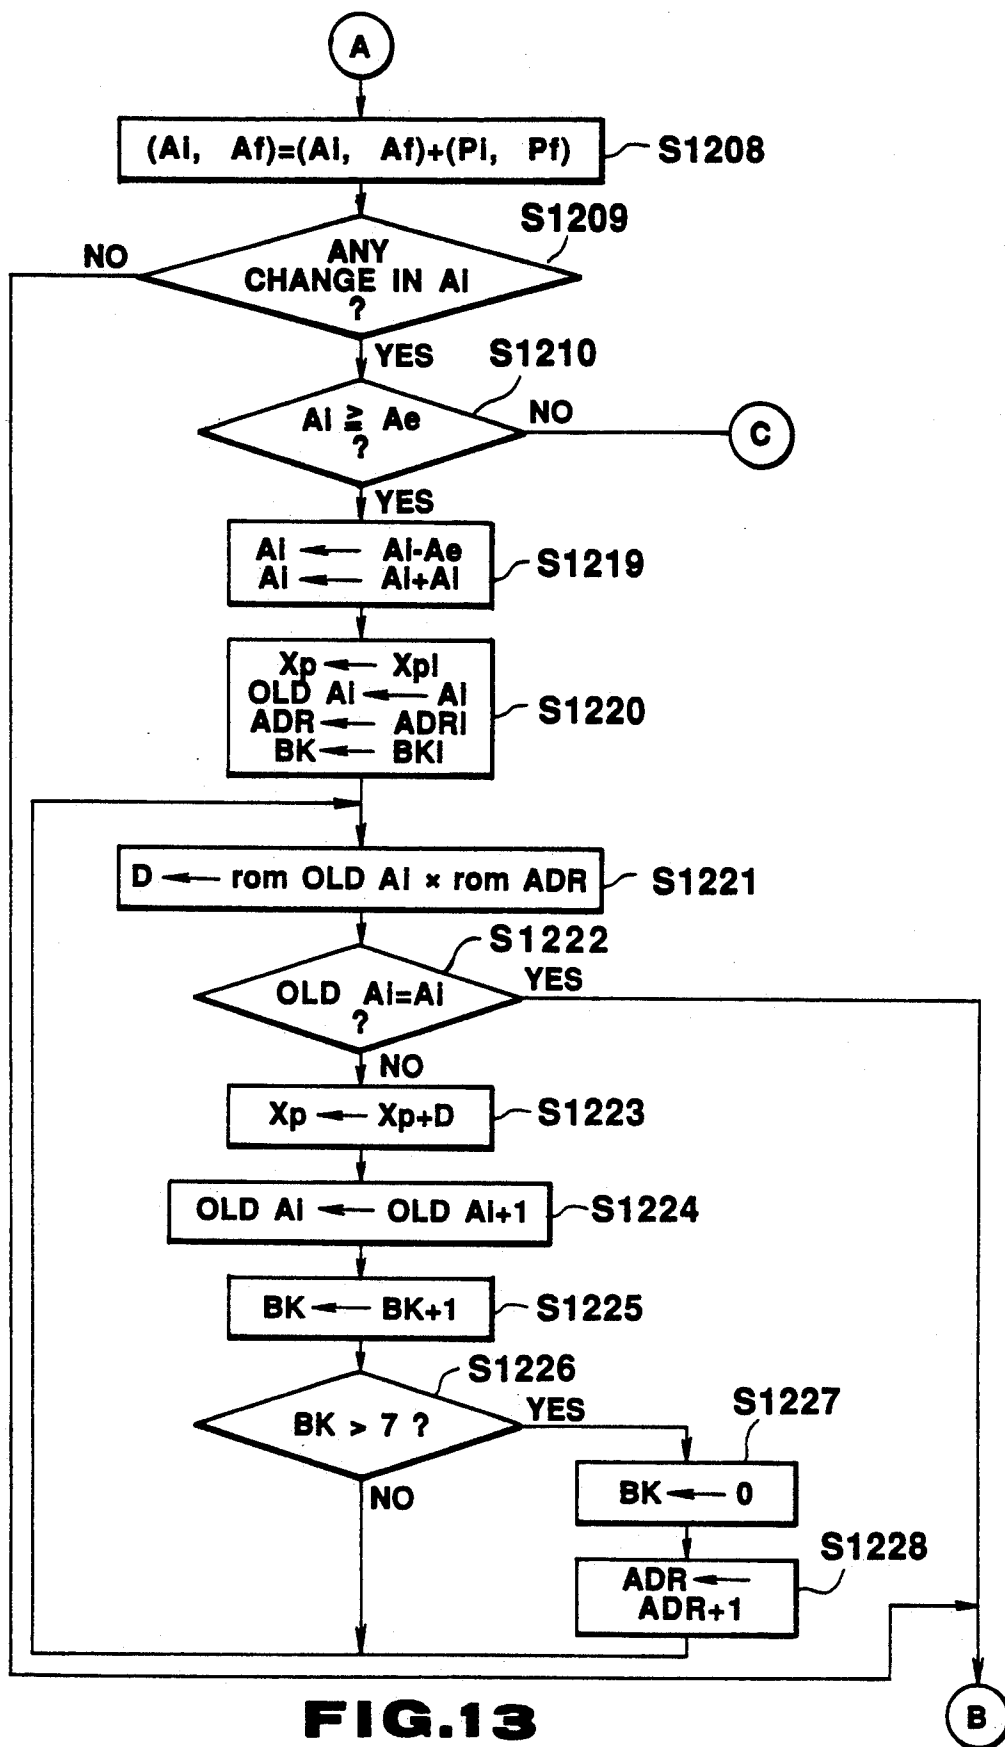 A
(Ai, Af)=(Ai, Af)+(Pi, Pf)
S1208
S1209
NO
ANY
CHANGE IN Ai
?
YES
S1210
Ai ≧ Ae
?
NO
C
YES
Ai ← Ai-Ae
Ai ← Ai+Ai
S1219
Xp ← XpI
OLD Ai ← Ai
ADR ← ADRI
BK ← BKI
S1220
D ← rom OLD Ai × rom ADR
S1221
S1222
OLD Ai=Ai
?
YES
NO
Xp ← Xp+D
S1223
OLD Ai ← OLD Ai+1
S1224
BK ← BK+1
S1225
S1226
BK > 7 ?
YES
S1227
NO
BK ← 0
S1228
ADR ←
ADR+1
FIG.13
B